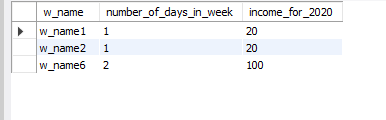 w_name number_of_days_in_week income_for_2020
w_name1 1 20
w_name2 1 20
w_name6 2 100